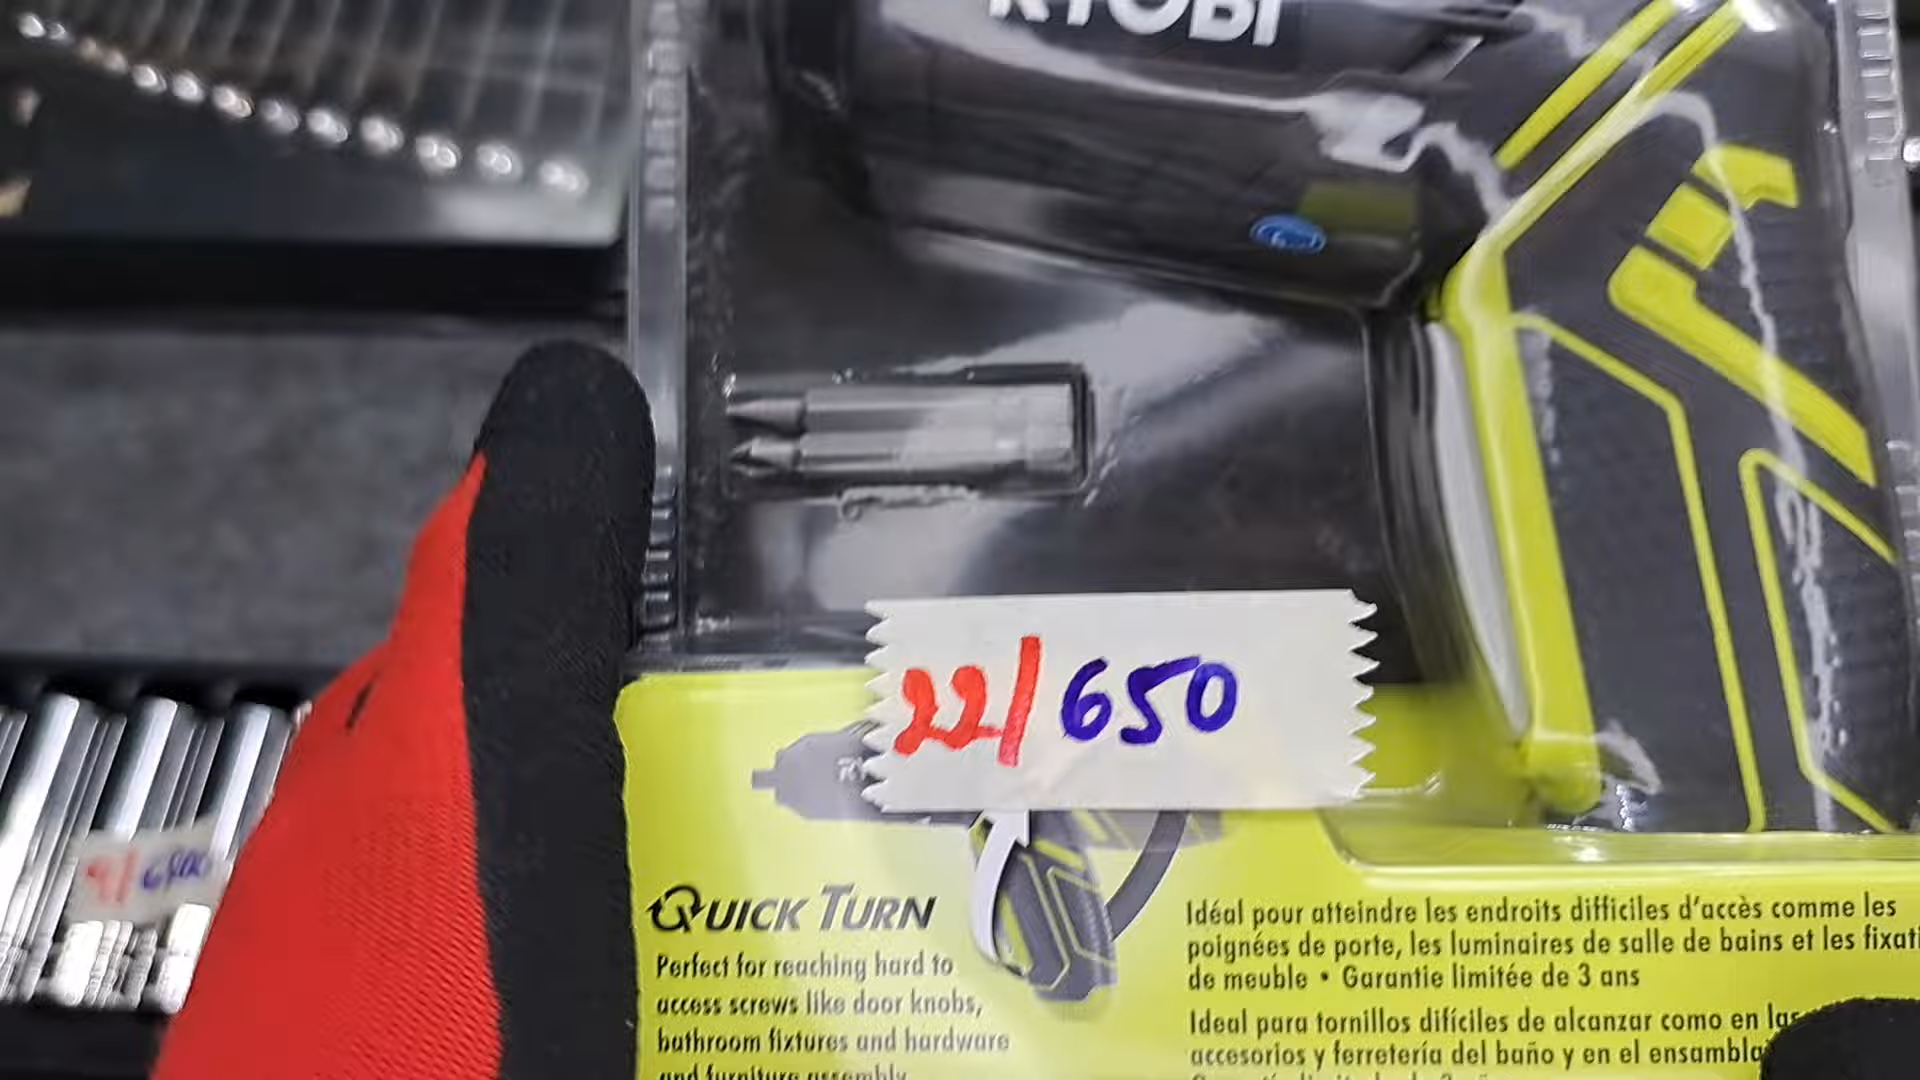 RYOBI
22/650
QUICK TURN
Perfect for reaching hard to
access screws like door knobs,
bathroom fixtures and hardware
and furniture assembly
Idéal pour atteindre les endroits difficiles d'accès comme les
poignées de porte, les luminaires de salle de bains et les fixati
de meuble • Garantie limitée de 3 ans
Ideal para tornillos difíciles de alcanzar como en las
accesorios y ferretería del baño y en el ensambla